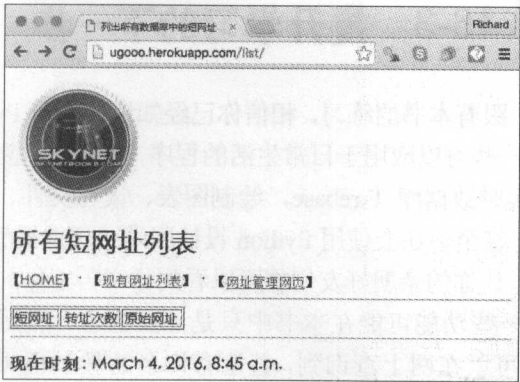 列出所有数据库中的短网址 ×
Richard
ugooo.herokuapp.com/list/
SKYNET
所有短网址列表
【HOME】 【现有网址列表】 【网址管理网页】
短网址 转址次数 原始网址
现在时刻: March 4, 2016, 8:45 a.m.